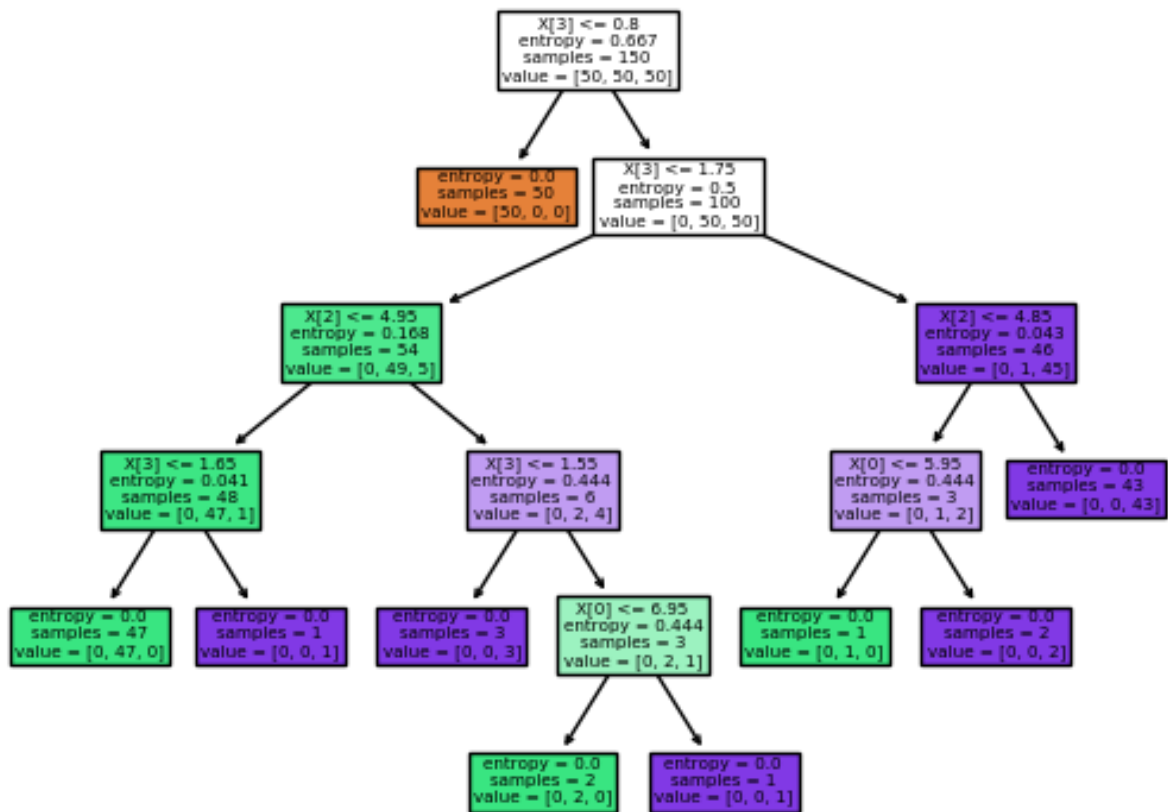 X[3] <= 0.8
entropy = 0.667
samples = 150
value = [50, 50, 50]
entropy = 0.0
samples = 50
value = [50, 0, 0]
X[3] <= 1.75
entropy = 0.5
samples = 100
value = [0, 50, 50]
X[2] <= 4.95
entropy = 0.168
samples = 54
value = [0, 49, 5]
X[2] <= 4.85
entropy = 0.043
samples = 46
value = [0, 1, 45]
X[3] <= 1.65
entropy = 0.041
samples = 48
value = [0, 47, 1]
X[3] <= 1.55
entropy = 0.444
samples = 6
value = [0, 2, 4]
X[0] <= 5.95
entropy = 0.444
samples = 3
value = [0, 1, 2]
entropy = 0.0
samples = 43
value = [0, 0, 43]
entropy = 0.0
samples = 47
value = [0, 47, 0]
entropy = 0.0
samples = 1
value = [0, 0, 1]
entropy = 0.0
samples = 3
value = [0, 0, 3]
X[0] <= 6.95
entropy = 0.444
samples = 3
value = [0, 2, 1]
entropy = 0.0
samples = 1
value = [0, 1, 0]
entropy = 0.0
samples = 2
value = [0, 0, 2]
entropy = 0.0
samples = 2
value = [0, 2, 0]
entropy = 0.0
samples = 1
value = [0, 0, 1]